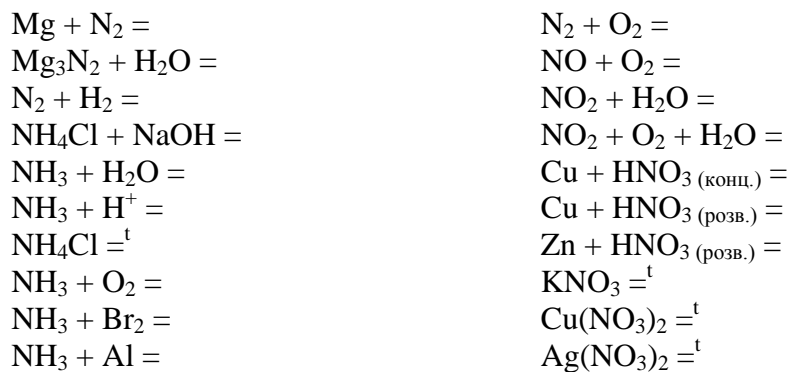 Mg + N₂ =
Mg₃N₂ + H₂O =
N₂ + H₂ =
NH₄Cl + NaOH =
NH₃ + H₂O =
NH₃ + H⁺ =
NH₄Cl =ᵗ
NH₃ + O₂ =
NH₃ + Br₂ =
NH₃ + Al =
N₂ + O₂ =
NO + O₂ =
NO₂ + H₂O =
NO₂ + O₂ + H₂O =
Cu + HNO₃ (конц.) =
Cu + HNO₃ (розв.) =
Zn + HNO₃ (розв.) =
KNO₃ =ᵗ
Cu(NO₃)₂ =ᵗ
Ag(NO₃)₂ =ᵗ